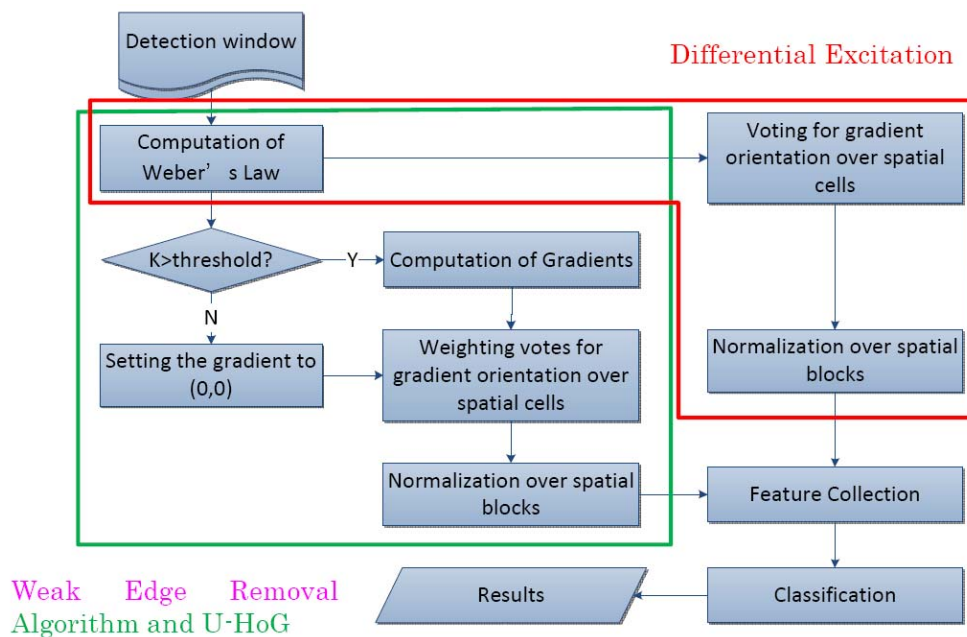 Detection window
Differential Excitation
Computation of
Weber’ s Law
Voting for gradient
orientation over spatial
cells
K>threshold?
Y
Computation of Gradients
N
Setting the gradient to
(0,0)
Weighting votes for
gradient orientation over
spatial cells
Normalization over spatial
blocks
Normalization over spatial
blocks
Feature Collection
Weak Edge Removal
Algorithm and U-HoG
Results
Classification